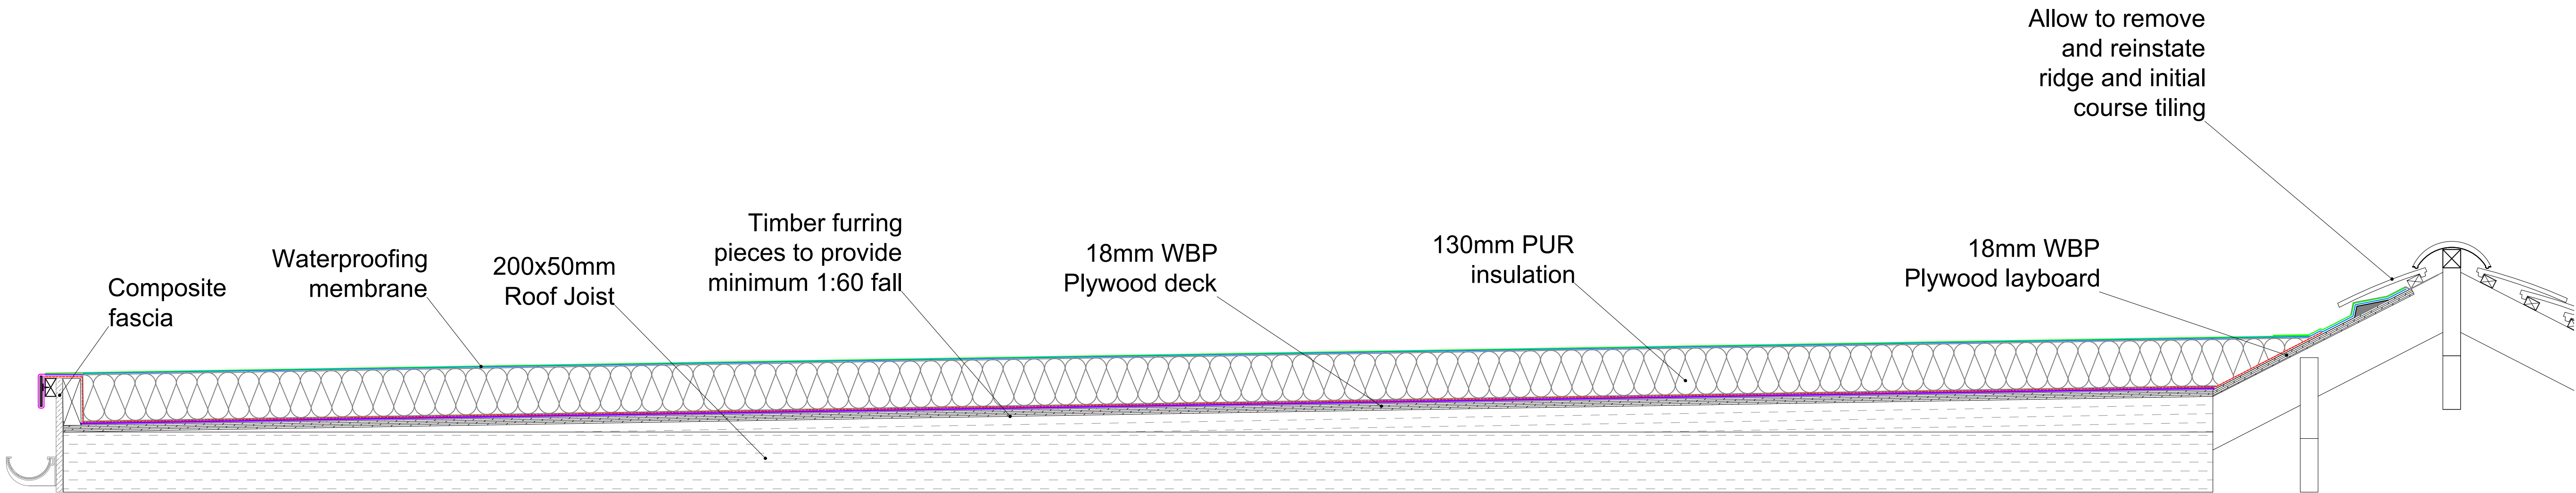 Allow to remove
and reinstate
ridge and initial
course tiling
Composite
fascia
Waterproofing
membrane
200x50mm
Roof Joist
Timber furring
pieces to provide
minimum 1:60 fall
18mm WBP
Plywood deck
130mm PUR
insulation
18mm WBP
Plywood layboard